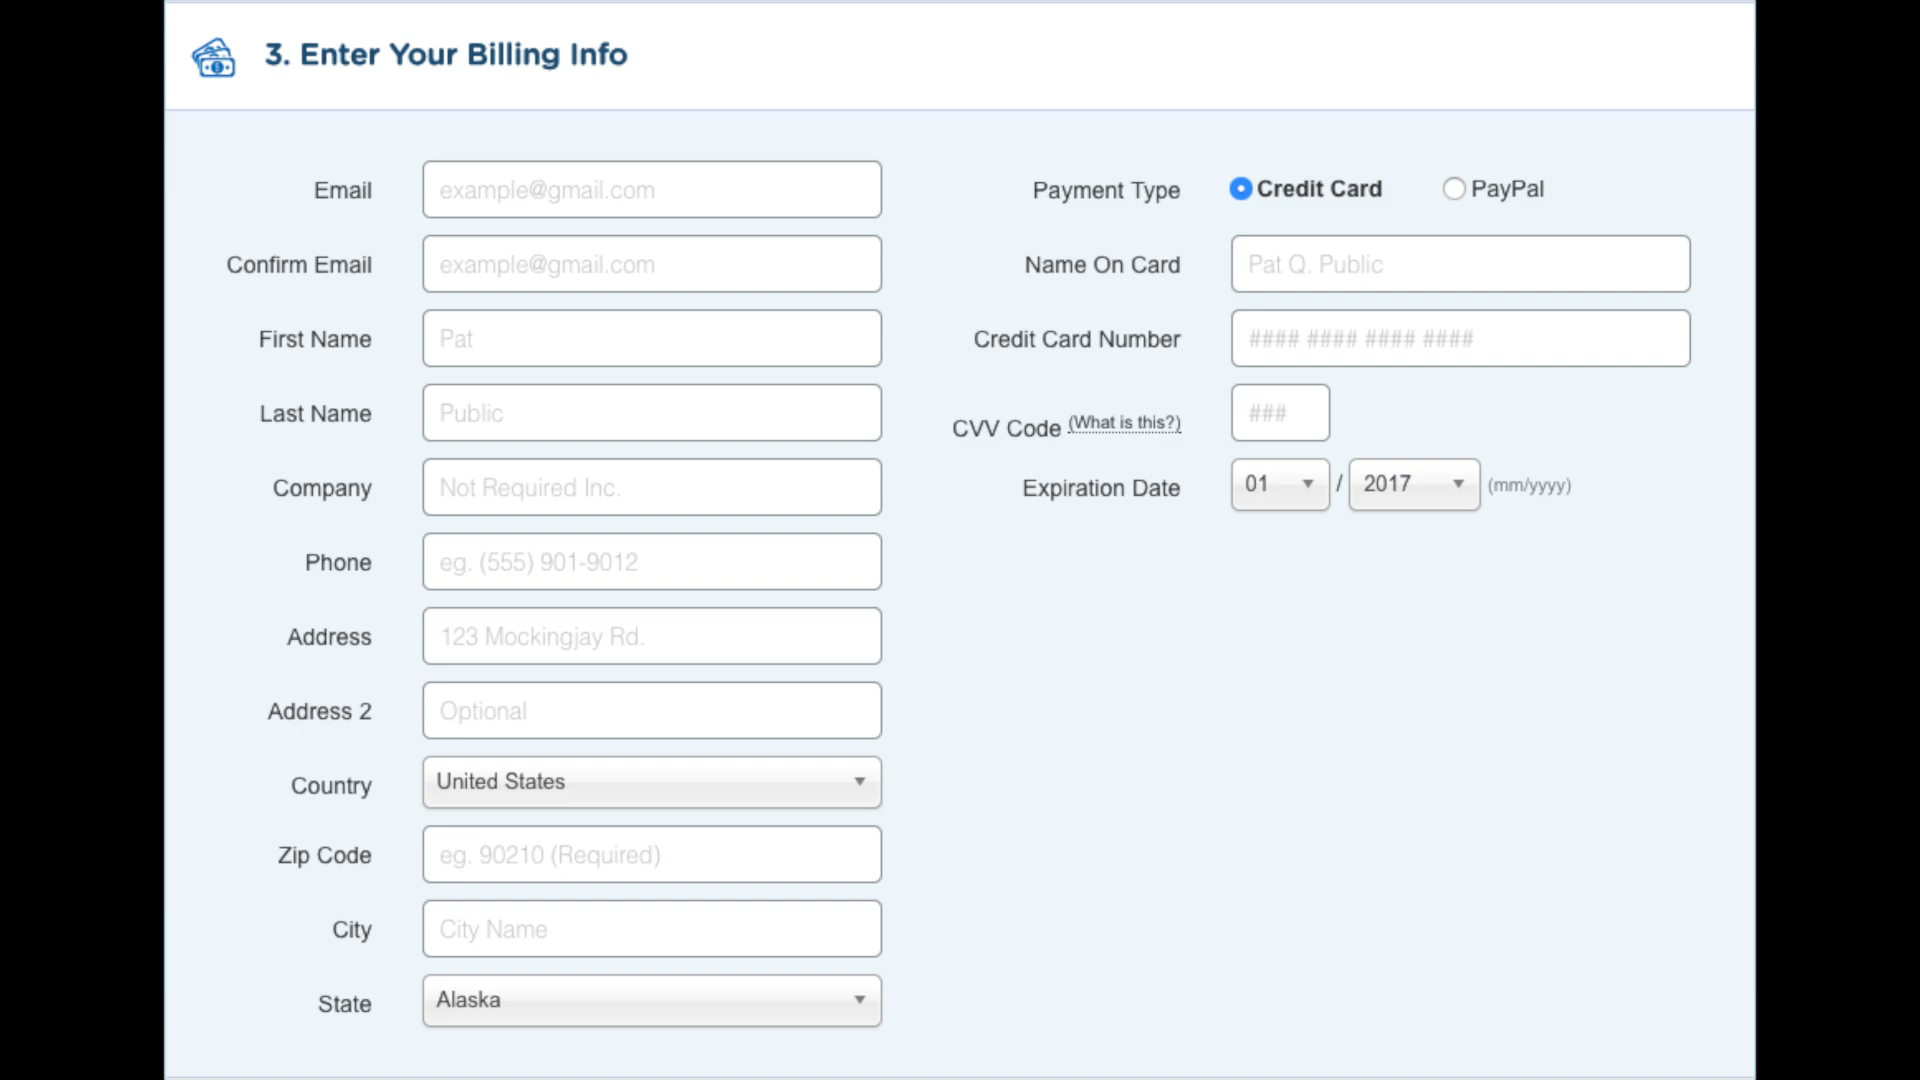 3. Enter Your Billing Info
Email
example@gmail.com
Confirm Email
example@gmail.com
First Name
Pat
Last Name
Public
Company
Not Required Inc.
Phone
eg. (555) 901-9012
Address
123 Mockingjay Rd.
Address 2
Optional
Country
United States
Zip Code
eg. 90210 (Required)
City
City Name
State
Alaska
Payment Type
Credit Card
PayPal
Name On Card
Pat Q. Public
Credit Card Number
#### #### #### ####
CVV Code (What is this?)
###
Expiration Date
01 / 2017 (mm/yyyy)